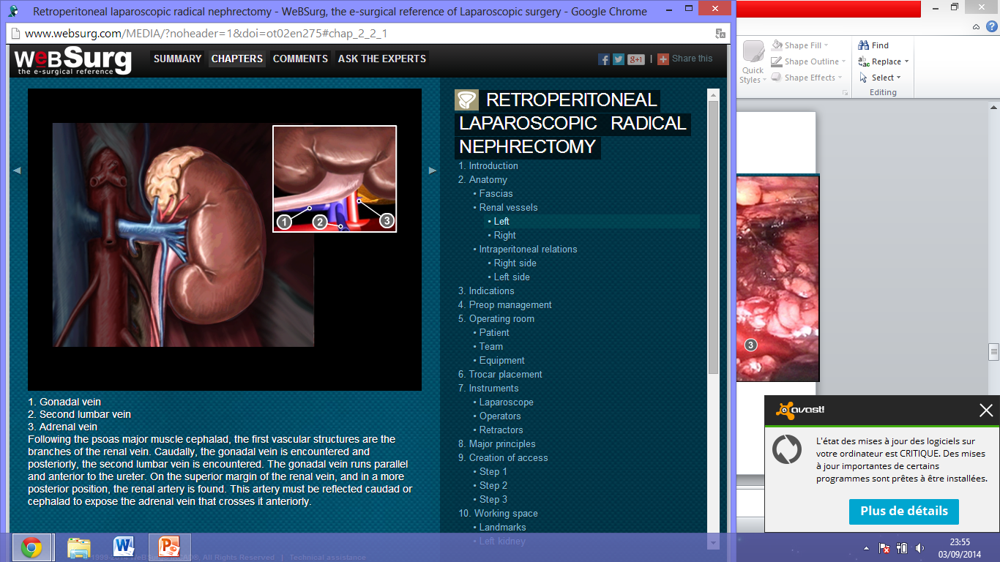 Retroperitoneal laparoscopic radical nephrectomy - WeBSurg, the e-surgical reference of Laparoscopic surgery - Google Chrome
www.websurg.com/MEDIA/?noheader=1&doi=ot02en275#chap_2_2_1
WeBSurg
the e-surgical reference
SUMMARY CHAPTERS COMMENTS ASK THE EXPERTS
g+1 | Share this
RETROPERITONEAL
LAPAROSCOPIC RADICAL
NEPHRECTOMY
1. Introduction
2. Anatomy
• Fascias
• Renal vessels
• Left
• Right
• Intraperitoneal relations
• Right side
• Left side
3. Indications
4. Preop management
5. Operating room
• Patient
• Team
• Equipment
6. Trocar placement
7. Instruments
• Laparoscope
• Operators
• Retractors
8. Major principles
9. Creation of access
• Step 1
• Step 2
• Step 3
10. Working space
• Landmarks
• Left kidney
1 2 3
1. Gonadal vein
2. Second lumbar vein
3. Adrenal vein
Following the psoas major muscle cephalad, the first vascular structures are the
branches of the renal vein. Caudally, the gonadal vein is encountered and
posteriorly, the second lumbar vein is encountered. The gonadal vein runs parallel
and anterior to the ureter. On the superior margin of the renal vein, and in a more
posterior position, the renal artery is found. This artery must be reflected caudad or
cephalad to expose the adrenal vein that crosses it anteriorly.
All Rights Reserved | Technical assistance
Quick
Styles
Shape Fill
Shape Outline
Shape Effects
Find
Replace
Select
Editing
3
avast!
L'état des mises à jour des logiciels sur
votre ordinateur est CRITIQUE. Des mises
à jour importantes de certains
programmes sont prêtes à être installées.
Plus de détails
23:55
03/09/2014